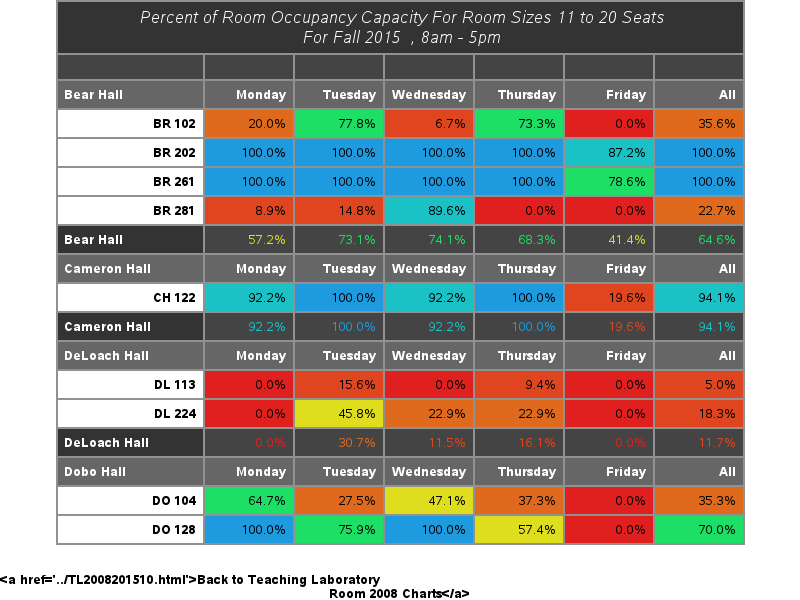 Percent of Room Occupancy Capacity For Room Sizes 11 to 20 Seats
For Fall 2015 , 8am - 5pm
Bear Hall Monday Tuesday Wednesday Thursday Friday All
BR 102 20.0% 77.8% 6.7% 73.3% 0.0% 35.6%
BR 202 100.0% 100.0% 100.0% 100.0% 87.2% 100.0%
BR 261 100.0% 100.0% 100.0% 100.0% 78.6% 100.0%
BR 281 8.9% 14.8% 89.6% 0.0% 0.0% 22.7%
Bear Hall 57.2% 73.1% 74.1% 68.3% 41.4% 64.6%
Cameron Hall Monday Tuesday Wednesday Thursday Friday All
CH 122 92.2% 100.0% 92.2% 100.0% 19.6% 94.1%
Cameron Hall 92.2% 100.0% 92.2% 100.0% 19.6% 94.1%
DeLoach Hall Monday Tuesday Wednesday Thursday Friday All
DL 113 0.0% 15.6% 0.0% 9.4% 0.0% 5.0%
DL 224 0.0% 45.8% 22.9% 22.9% 0.0% 18.3%
DeLoach Hall 0.0% 30.7% 11.5% 16.1% 0.0% 11.7%
Dobo Hall Monday Tuesday Wednesday Thursday Friday All
DO 104 64.7% 27.5% 47.1% 37.3% 0.0% 35.3%
DO 128 100.0% 75.9% 100.0% 57.4% 0.0% 70.0%
&lt;a href='../TL2008201510.html'&gt;Back to Teaching Laboratory
Room 2008 Charts&lt;/a&gt;